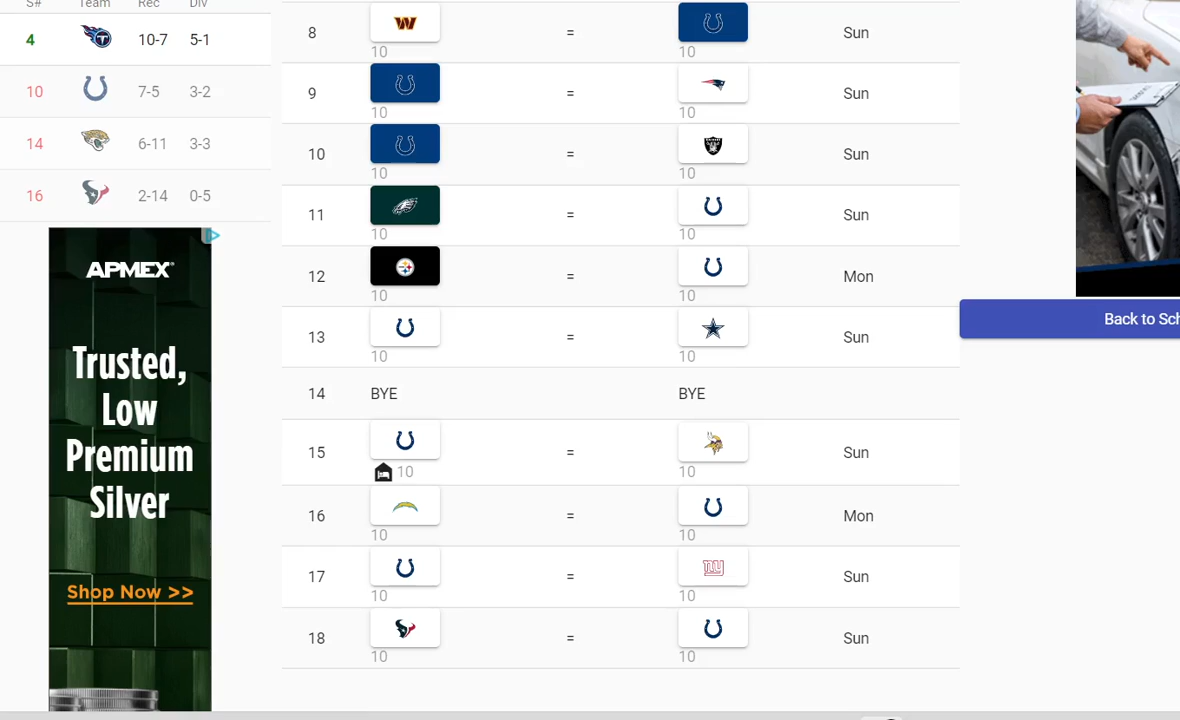 S# Team Rec Div
4 10-7 5-1
10 7-5 3-2
14 6-11 3-3
16 2-14 0-5
APMEX®
Trusted,
Low
Premium
Silver
Shop Now >>
8 W = Sun
10 10
9 = Sun
10 10
10 = Sun
10 10
11 = Sun
10 10
12 = Mon
10 10
13 = Sun
10 10
14 BYE BYE
15 = Sun
10 10
16 = Mon
10 10
17 = NY Sun
10 10
18 = Sun
10 10
Back to Sch